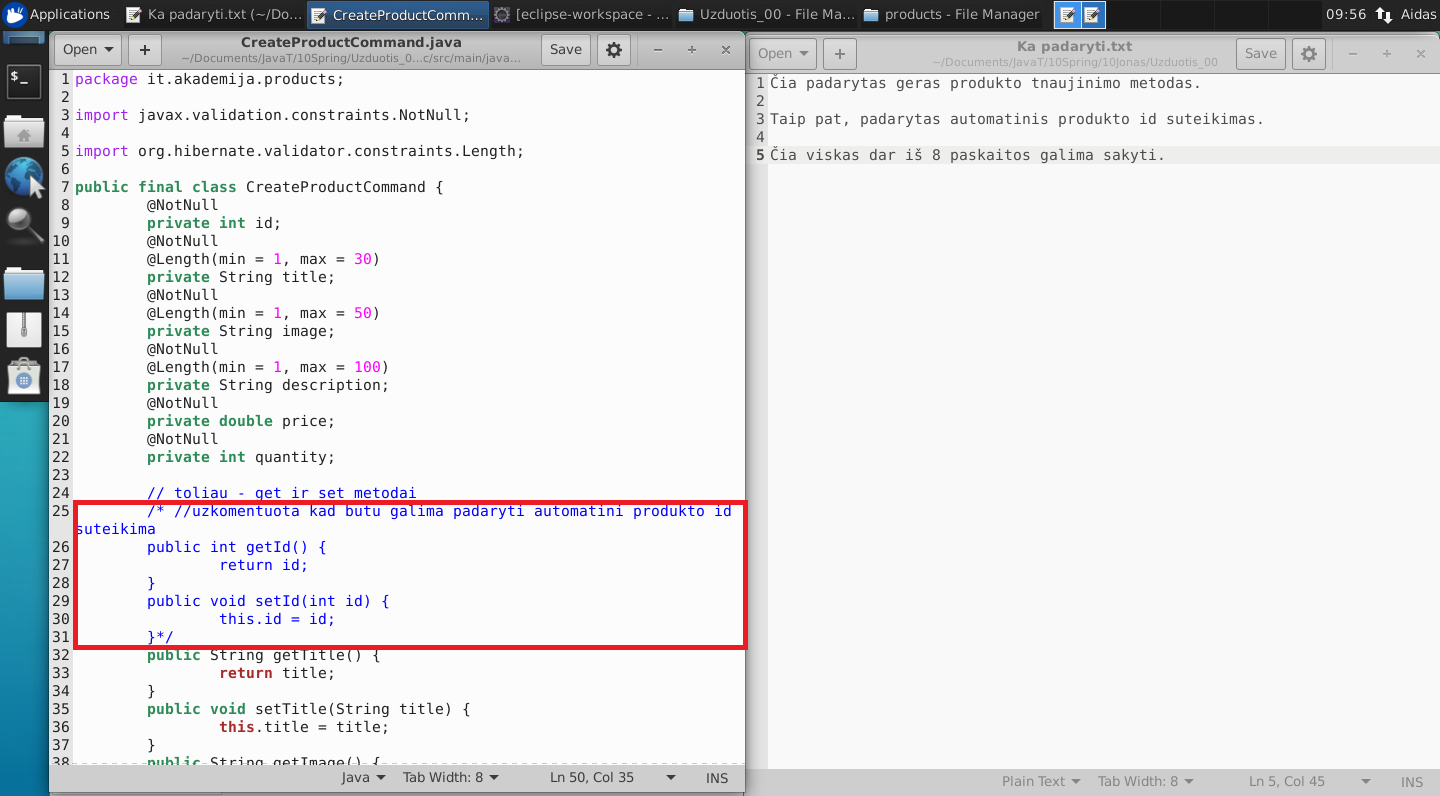 Applications
Ka padaryti.txt (~/Do...
CreateProductComm...
[eclipse-workspace - ...
Uzduotis_00 - File Ma...
products - File Manager
09:56
Aidas
Open
+
CreateProductCommand.java
~/Documents/JavaT/10Spring/Uzduotis_0...c/src/main/java...
Save
1 package it.akademija.products;
2
3 import javax.validation.constraints.NotNull;
4
5 import org.hibernate.validator.constraints.Length;
6
7 public final class CreateProductCommand {
8 @NotNull
9 private int id;
10 @NotNull
11 @Length(min = 1, max = 30)
12 private String title;
13 @NotNull
14 @Length(min = 1, max = 50)
15 private String image;
16 @NotNull
17 @Length(min = 1, max = 100)
18 private String description;
19 @NotNull
20 private double price;
21 @NotNull
22 private int quantity;
23
24 // toliau - get ir set metodai
25 /* //uzkomentuota kad butu galima padaryti automatini produkto id
suteikima
26 public int getId() {
27 return id;
28 }
29 public void setId(int id) {
30 this.id = id;
31 }*/
32 public String getTitle() {
33 return title;
34 }
35 public void setTitle(String title) {
36 this.title = title;
37 }
38 public String getImage() {
Java
Tab Width: 8
Ln 50, Col 35
INS
Open
+
Ka padaryti.txt
~/Documents/JavaT/10Spring/10Jonas/Uzduotis_00
Save
1 Čia padarytas geras produkto tnaujinimo metodas.
2
3 Taip pat, padarytas automatinis produkto id suteikimas.
4
5 Čia viskas dar iš 8 paskaitos galima sakyti.
Plain Text
Tab Width: 8
Ln 5, Col 45
INS